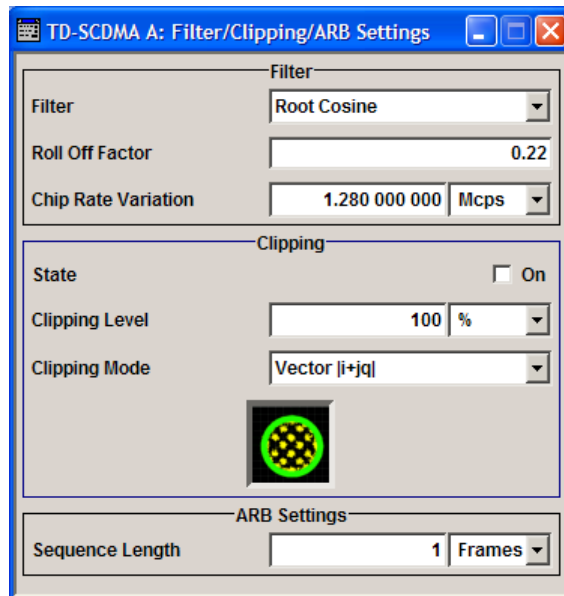 TD-SCDMA A: Filter/Clipping/ARB Settings
Filter
Filter Root Cosine
Roll Off Factor 0.22
Chip Rate Variation 1.280 000 000 Mcps
Clipping
State On
Clipping Level 100 %
Clipping Mode Vector |i+jq|
ARB Settings
Sequence Length 1 Frames